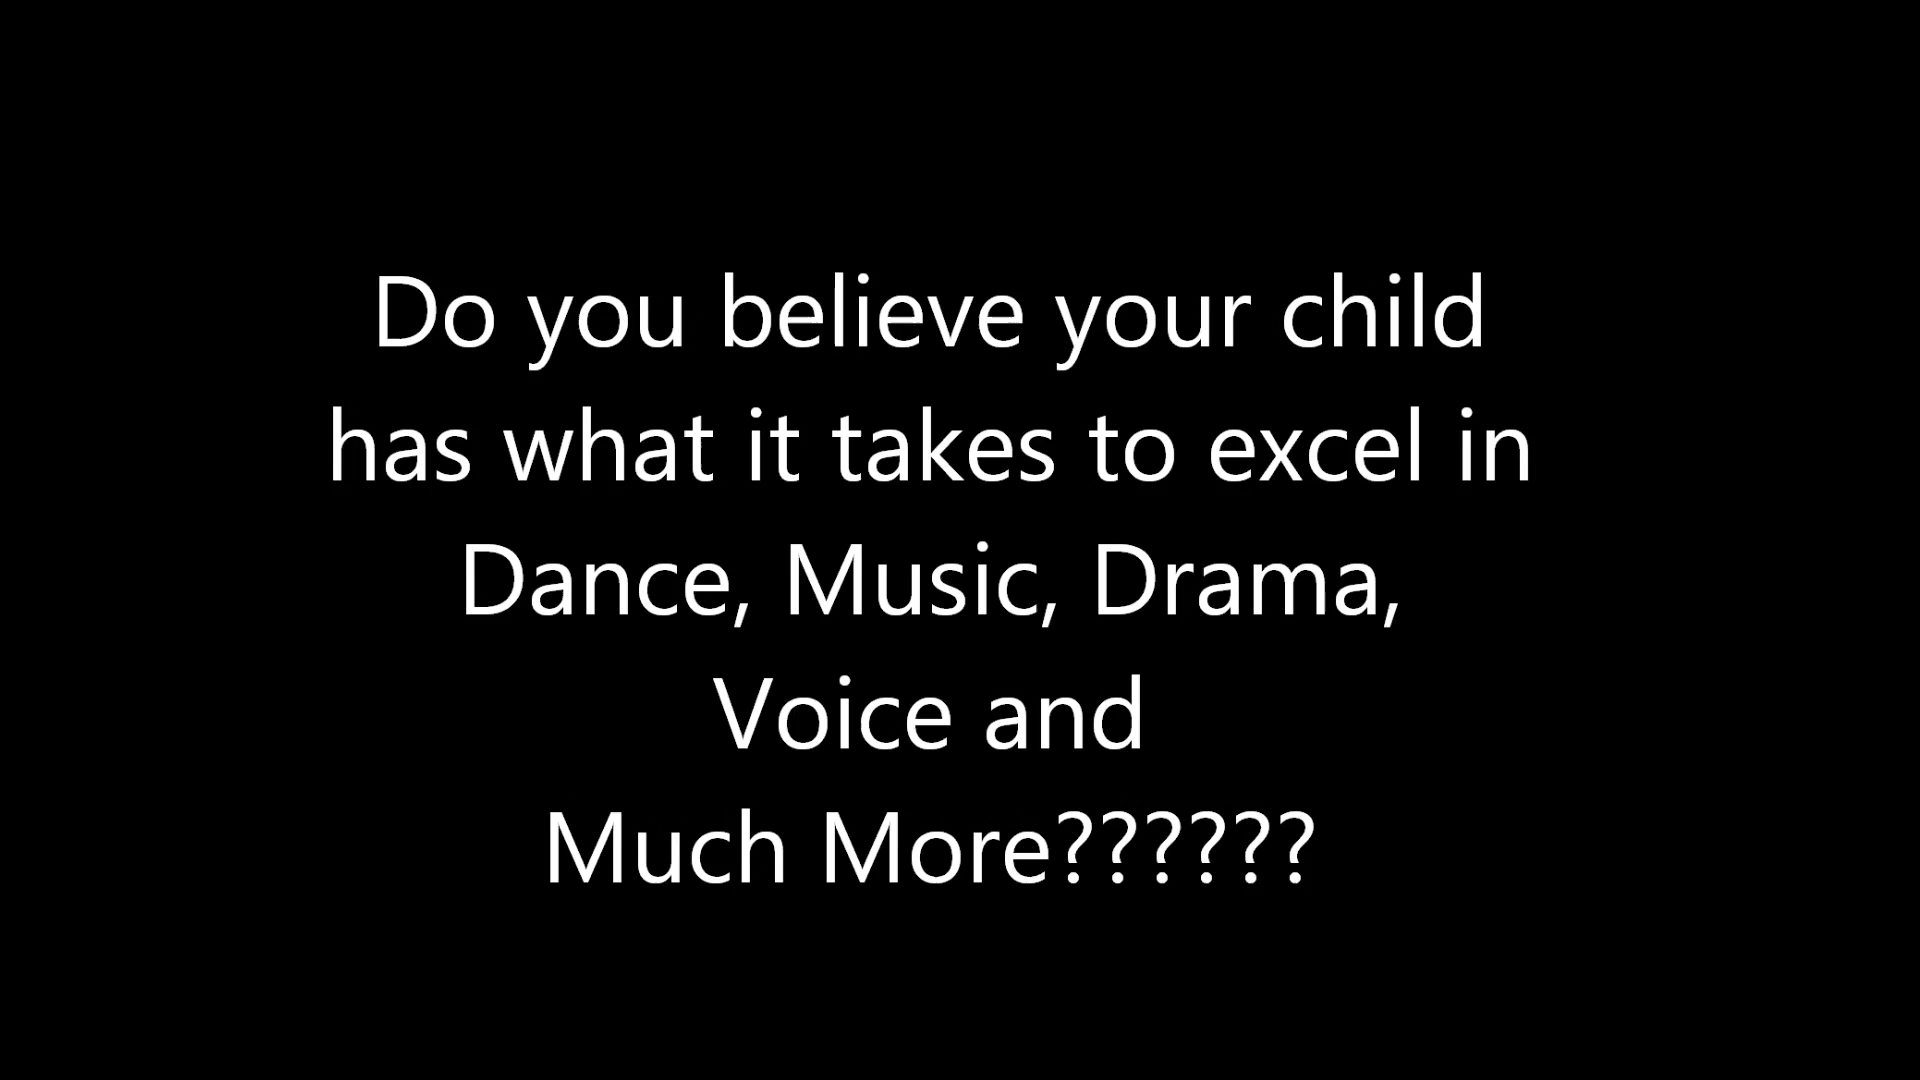 Do you believe your child
has what it takes to excel in
Dance, Music, Drama,
Voice and
Much More??????